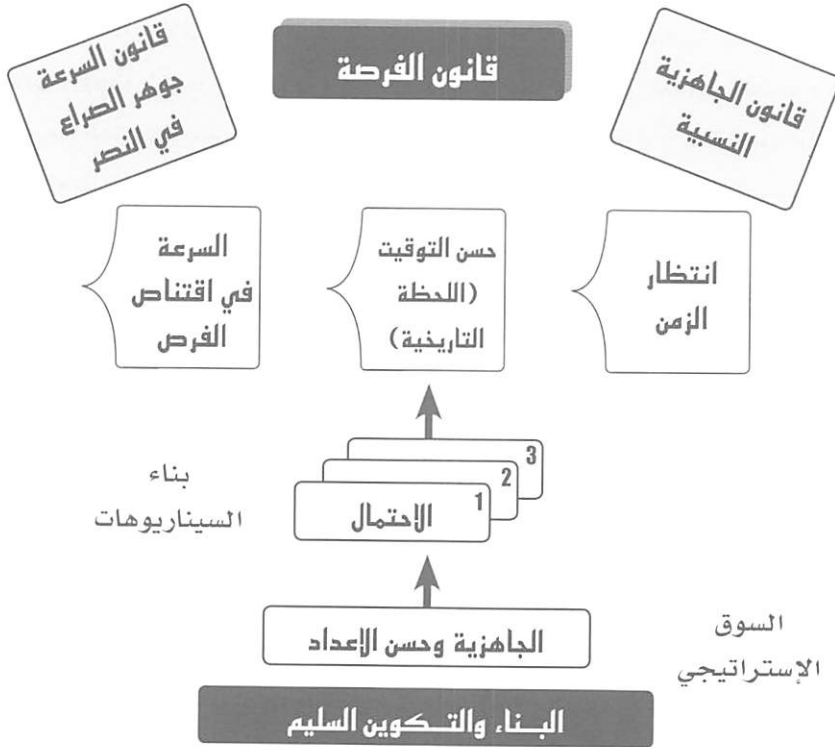 قانون الفرصة
قانون الجاهزية
النسبية
قانون السرعة
جوهر الصراع
في النصر
انتظار
الزمن
حسن التوقيت
(اللحظة
التاريخية)
السرعة
في اقتناص
الفرص
3
2
1
الاحتمال
بناء
السيناريوهات
الجاهزية وحسن الإعداد
السوق
الإستراتيجي
البناء والتكوين السليم